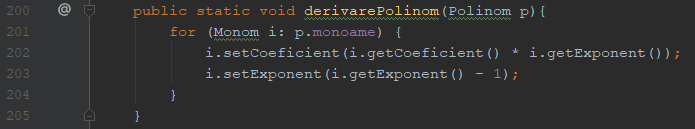 200 @ public static void derivarePolinom(Polinom p){
201 for (Monom i: p.monoame) {
202 i.setCoeficient(i.getCoeficient() * i.getExponent());
203 i.setExponent(i.getExponent() - 1);
204 }
205 }